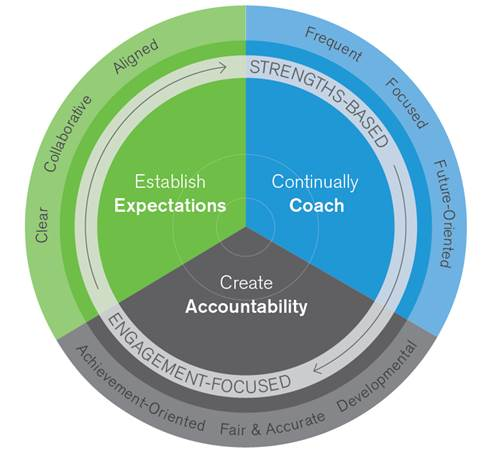 Clear
Collaborative
Aligned
Frequent
Focused
Future-Oriented
STRENGTHS-BASED
Establish
Expectations
Continually
Coach
Create
Accountability
ENGAGEMENT-FOCUSED
Achievement-Oriented
Fair & Accurate
Developmental